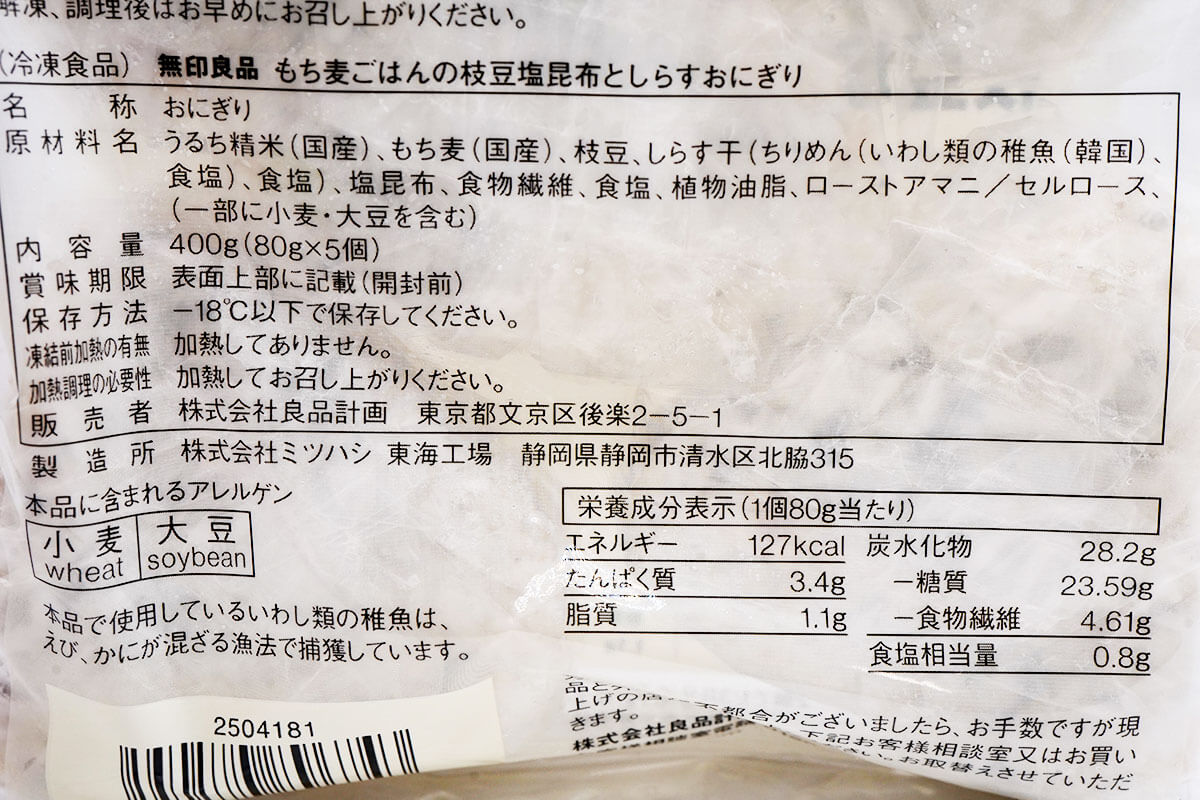 解凍、調理後はお早めにお召し上がりください。
(冷凍食品) 無印良品 もち麦ごはんの枝豆塩昆布としらすおにぎり
名称 おにぎり
原材料名 うるち精米(国産)、もち麦(国産)、枝豆、しらす干(ちりめん(いわし類の稚魚(韓国)、
食塩)、食塩)、塩昆布、食物繊維、食塩、植物油脂、ローストアマニ/セルロース、
(一部に小麦・大豆を含む)
内容量 400g(80g×5個)
賞味期限 表面上部に記載(開封前)
保存方法 −18℃以下で保存してください。
凍結前加熱の有無 加熱してありません。
加熱調理の必要性 加熱してお召し上がりください。
販売者 株式会社良品計画 東京都文京区後楽2−5−1
製造所 株式会社ミツハシ 東海工場 静岡県静岡市清水区北脇315
本品に含まれるアレルゲン
小麦 大豆
wheat soybean
本品で使用しているいわし類の稚魚は、
えび、かにが混ざる漁法で捕獲しています。
栄養成分表示(1個80g当たり)
エネルギー 127kcal 炭水化物 28.2g
たんぱく質 3.4g −糖質 23.59g
脂質 1.1g −食物繊維 4.61g
食塩相当量 0.8g
2504181
品と
上げの店 都合がございましたら、お手数ですが現
きます。 下記お客様相談室又はお買い
株式会社良品計 お取替えさせていただ